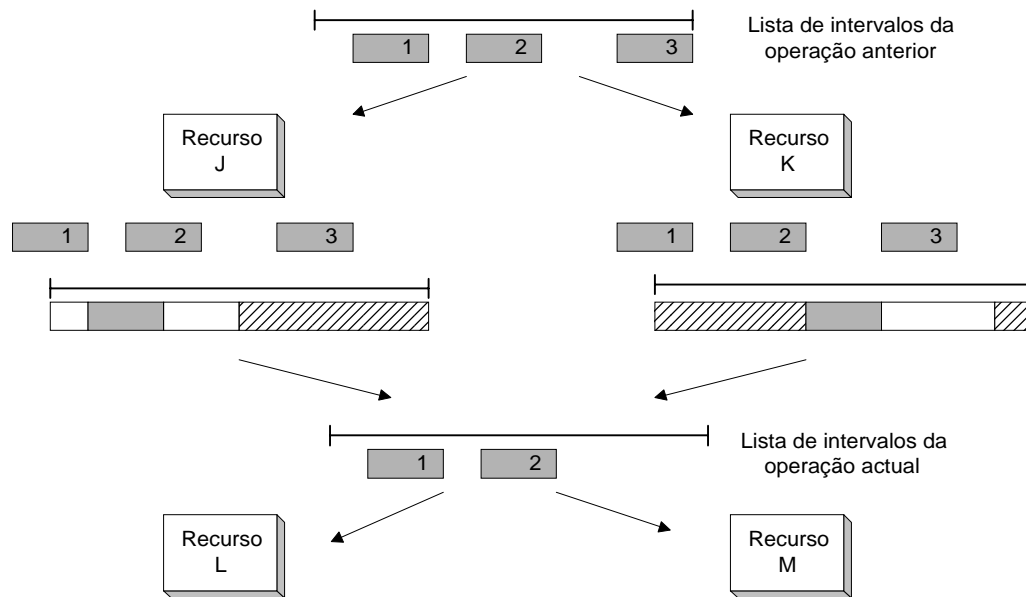 1 2 3
Lista de intervalos da
operação anterior
Recurso
J
Recurso
K
1 2 3
1 2 3
1 2
Lista de intervalos da
operação actual
Recurso
L
Recurso
M